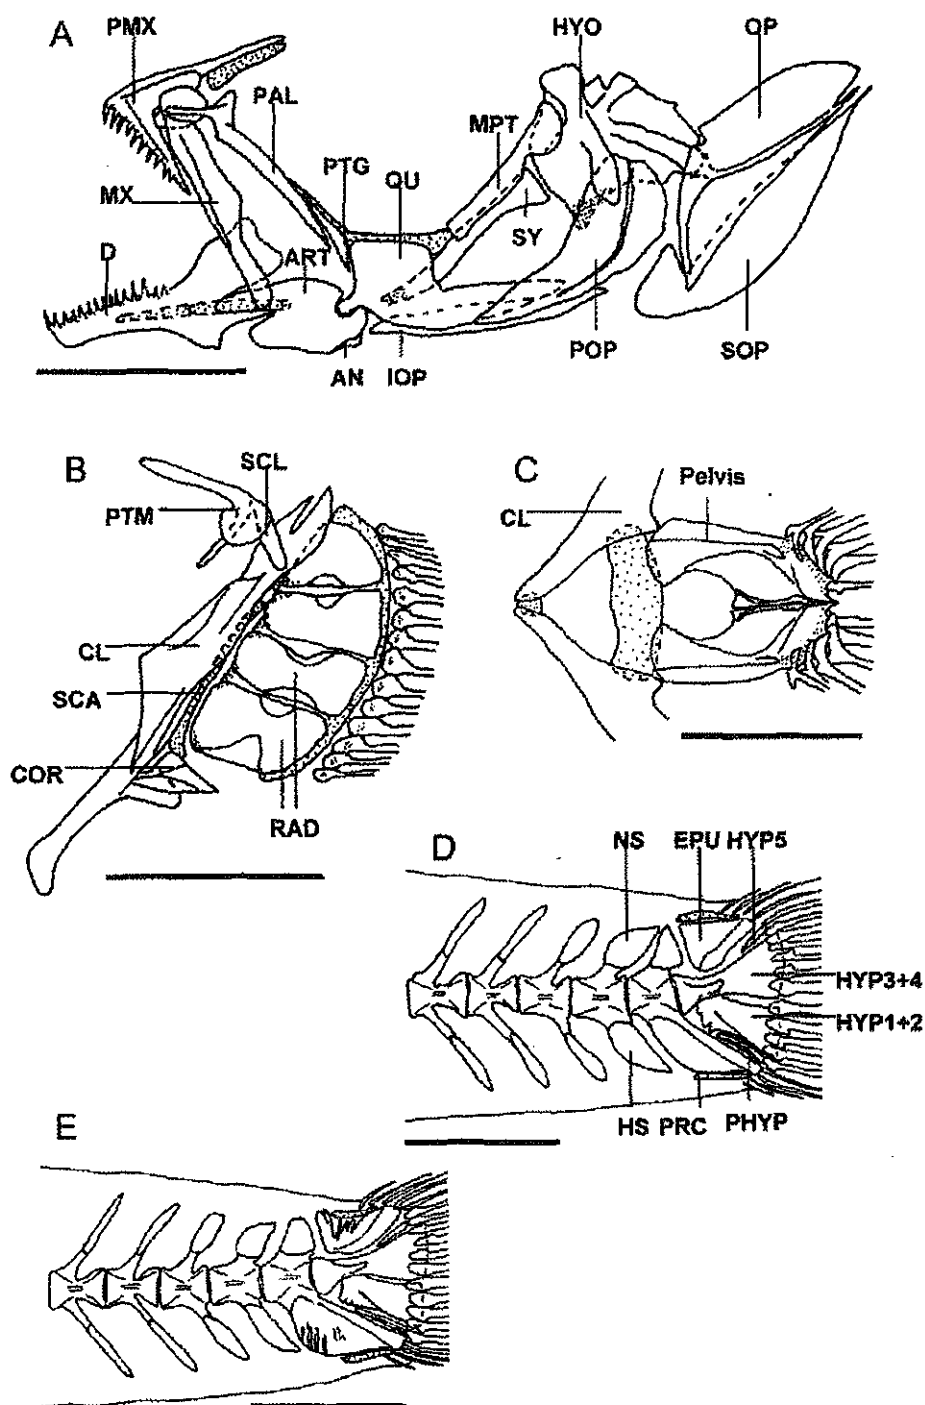 A
PMX
HYO
OP
PAL
MPT
PTG
QU
MX
SY
D
ART
POP
SOP
AN
IOP
B
SCL
C
Pelvis
PTM
CL
CL
SCA
COR
RAD
D
NS
EPU
HYP5
HYP3+4
HYP1+2
HS
PRC
PHYP
E